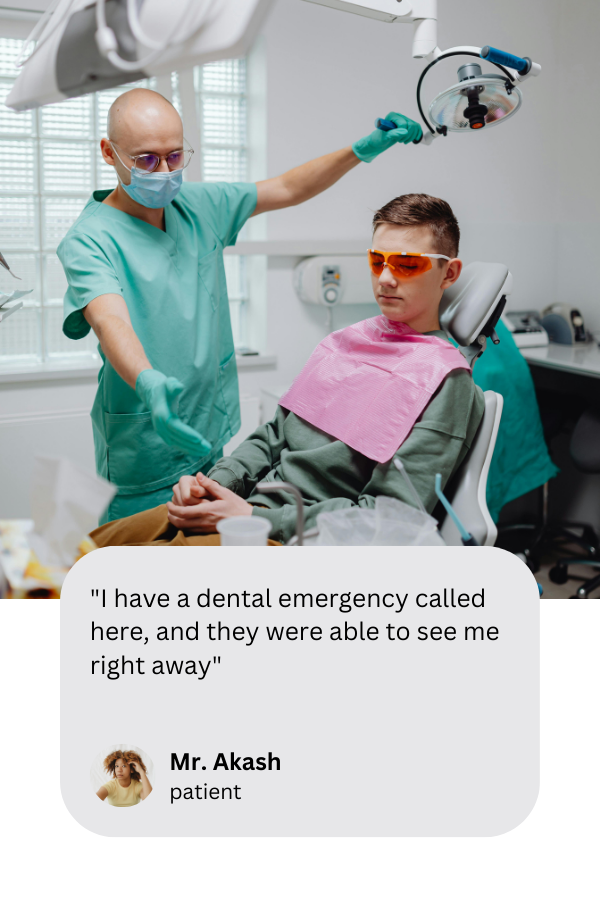 "I have a dental emergency called
here, and they were able to see me
right away"
Mr. Akash
patient